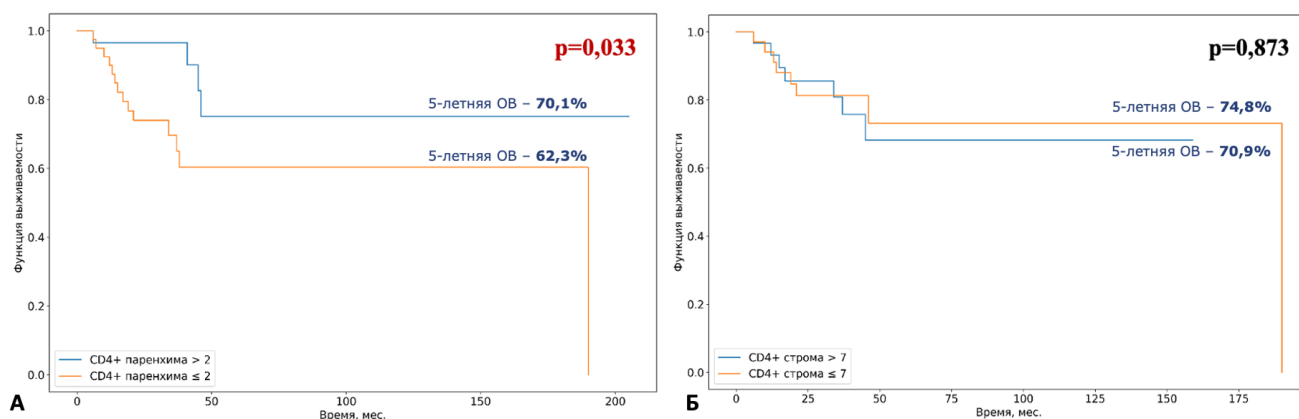 1.0
0.8
0.6
0.4
0.2
0.0
Функция выживаемости
p=0,033
5-летняя ОВ – 70,1%
5-летняя ОВ – 62,3%
CD4+ паренхима > 2
CD4+ паренхима ≤ 2
0
50
100
150
200
Время, мес.
А
1.0
0.8
0.6
0.4
0.2
0.0
Функция выживаемости
p=0,873
5-летняя ОВ – 74,8%
5-летняя ОВ – 70,9%
CD4+ строма > 7
CD4+ строма ≤ 7
0
25
50
75
100
125
150
175
Время, мес.
Б